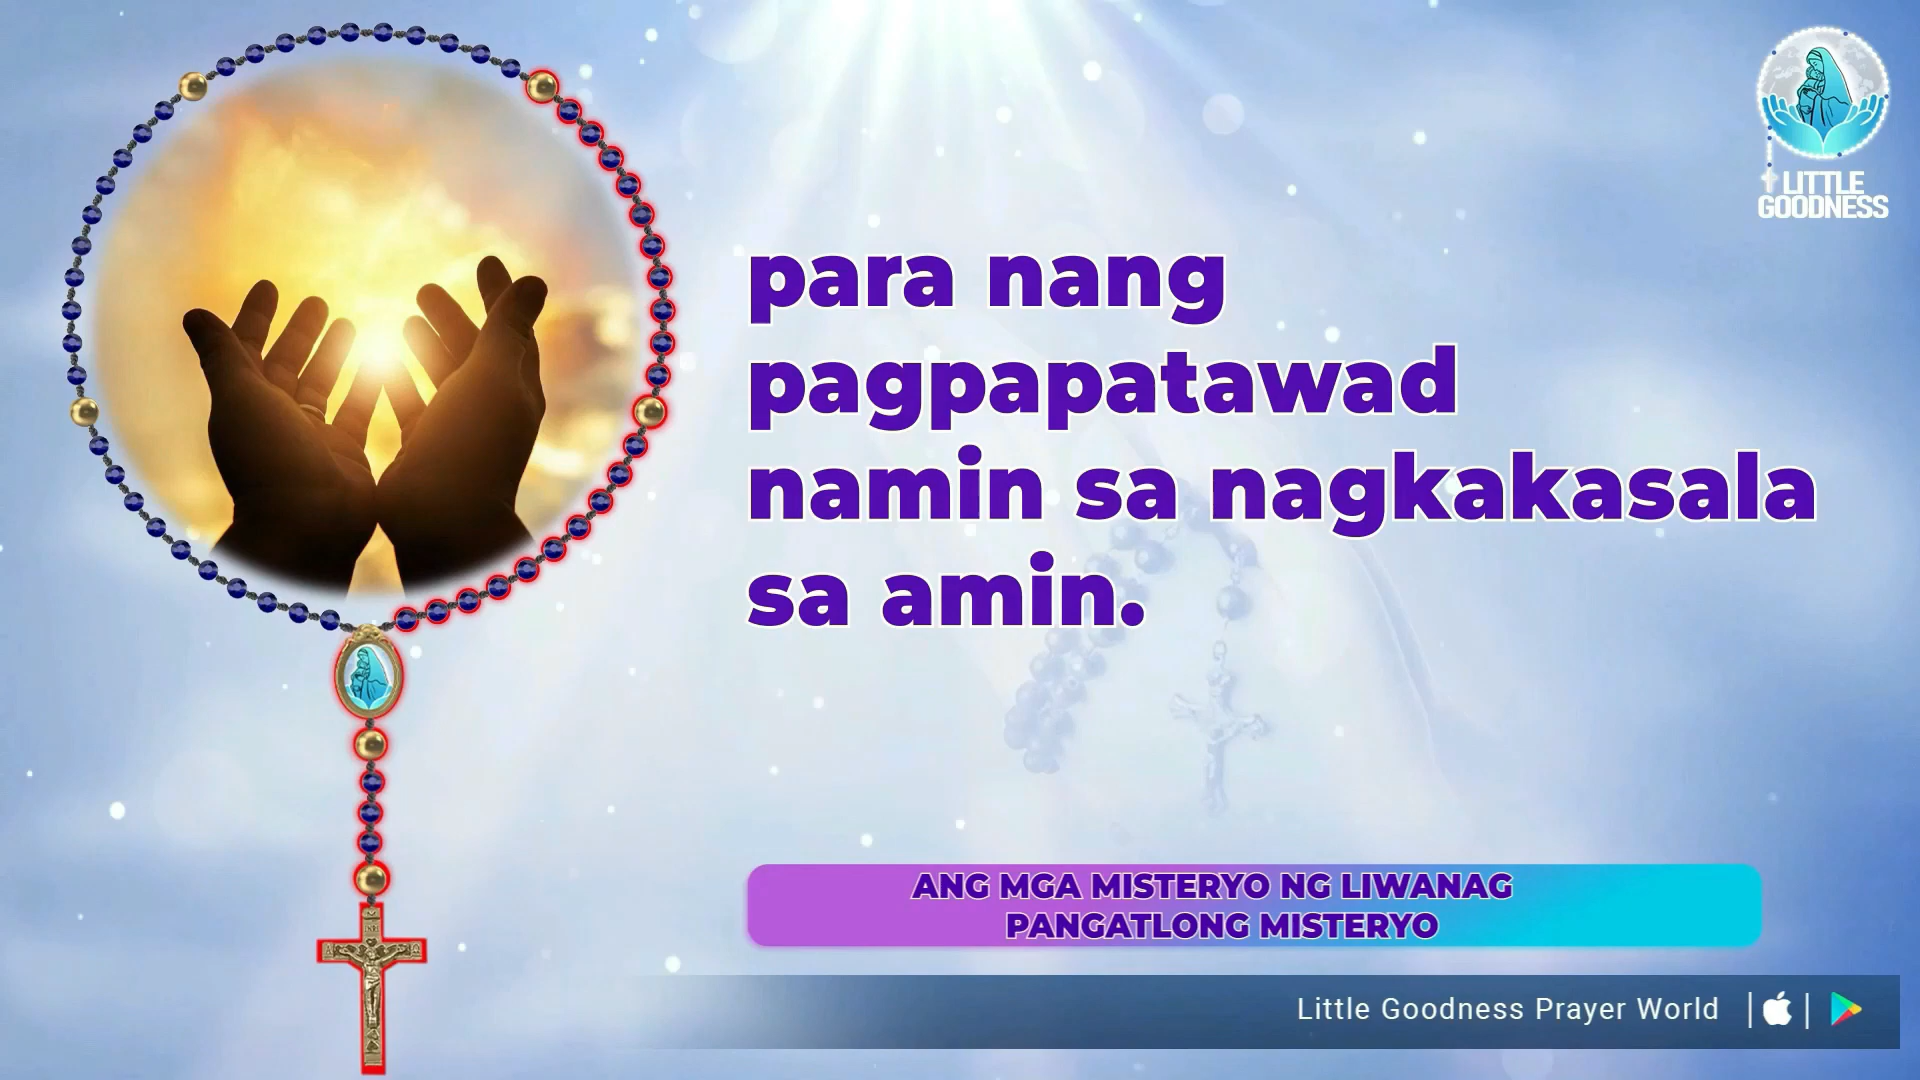 para nang
pagpapatawad
namin sa nagkakasala
sa amin.
LITTLE
GOODNESS
ANG MGA MISTERYO NG LIWANAG
PANGATLONG MISTERYO
Little Goodness Prayer World
INRI